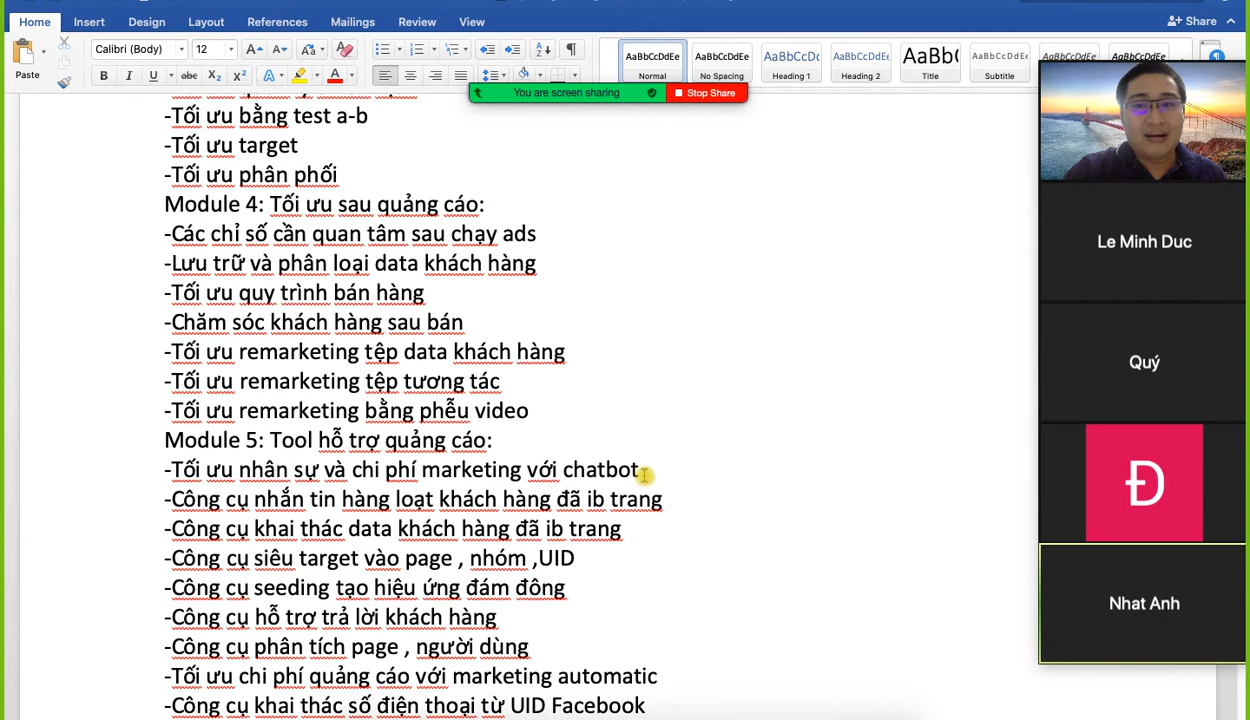 Home Insert Design Layout References Mailings Review View Share
Calibri (Body) 12
Paste
AaBbCcDdEe AaBbCcDdEe AaBbCcDc AaBbCcDdEe AaBb( AaBbCcDdEe AaBbCcDdEe AaBbCcDdEe
Normal No Spacing Heading 1 Heading 2 Title Subtitle
You are screen sharing Stop Share
-Tối ưu bằng test a-b
-Tối ưu target
-Tối ưu phân phối
Module 4: Tối ưu sau quảng cáo:
-Các chỉ số cần quan tâm sau chạy ads
-Lưu trữ và phân loại data khách hàng
-Tối ưu quy trình bán hàng
-Chăm sóc khách hàng sau bán
-Tối ưu remarketing tệp data khách hàng
-Tối ưu remarketing tệp tương tác
-Tối ưu remarketing bằng phễu video
Module 5: Tool hỗ trợ quảng cáo:
-Tối ưu nhân sự và chi phí marketing với chatbot
-Công cụ nhắn tin hàng loạt khách hàng đã ib trang
-Công cụ khai thác data khách hàng đã ib trang
-Công cụ siêu target vào page , nhóm ,UID
-Công cụ seeding tạo hiệu ứng đám đông
-Công cụ hỗ trợ trả lời khách hàng
-Công cụ phân tích page , người dùng
-Tối ưu chi phí quảng cáo với marketing automatic
-Công cụ khai thác số điện thoại từ UID Facebook
Le Minh Duc
Quý
Đ
Nhat Anh